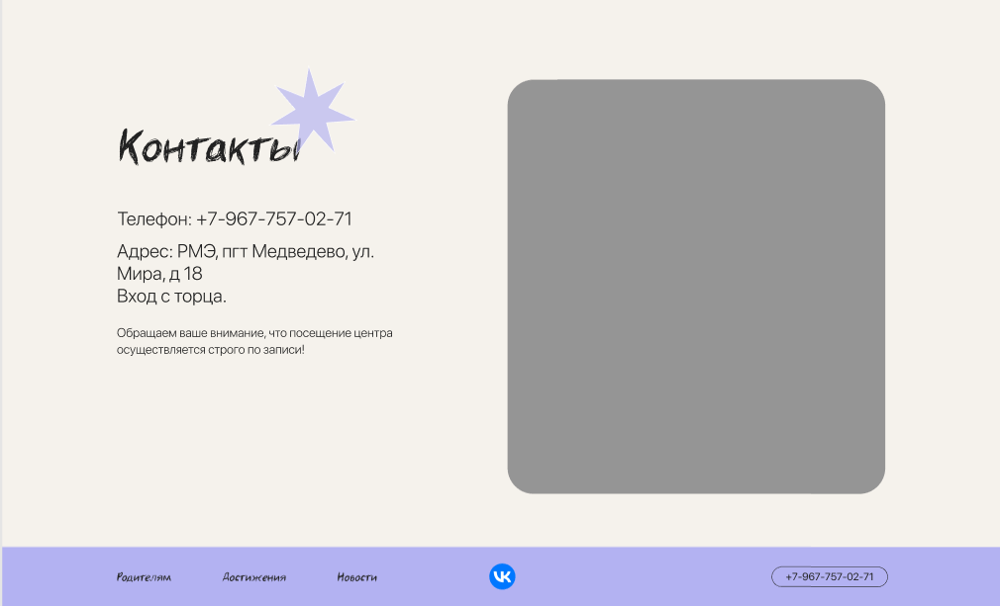 Контакты
Телефон: +7-967-757-02-71
Адрес: РМЭ, пгт Медведево, ул.
Мира, д 18
Вход с торца.
Обращаем ваше внимание, что посещение центра
осуществляется строго по записи!
Родителям Достижения Новости VK +7-967-757-02-71